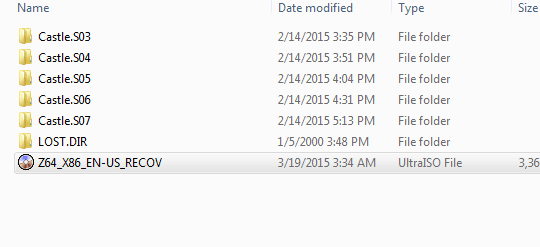 Name Date modified Type Size
Castle.S03 2/14/2015 3:35 PM File folder
Castle.S04 2/14/2015 3:51 PM File folder
Castle.S05 2/14/2015 4:04 PM File folder
Castle.S06 2/14/2015 4:31 PM File folder
Castle.S07 2/14/2015 5:13 PM File folder
LOST.DIR 1/5/2000 3:48 PM File folder
Z64_X86_EN-US_RECOV 3/19/2015 3:34 AM UltraISO File 3,36